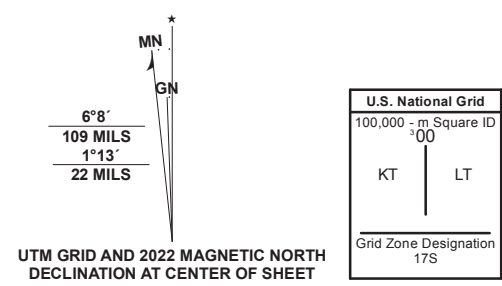 ★
MN
GN
6°8´
109 MILS
1°13´
22 MILS
UTM GRID AND 2022 MAGNETIC NORTH
DECLINATION AT CENTER OF SHEET
U.S. National Grid
100,000 - m Square ID
³00
KT LT
Grid Zone Designation
17S